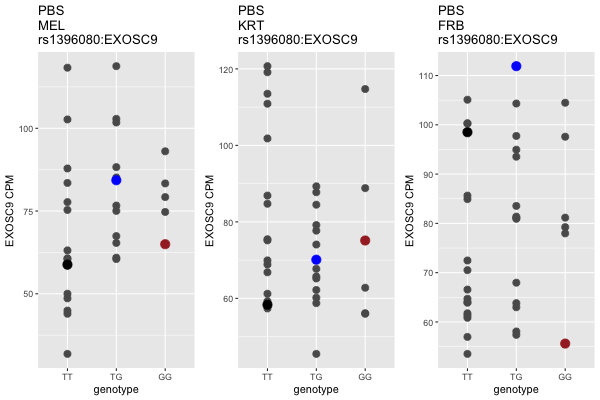 PBS
MEL
rs1396080:EXOSC9
EXOSC9 CPM
100
75
50
TT TG GG
genotype
PBS
KRT
rs1396080:EXOSC9
EXOSC9 CPM
120
100
80
60
TT TG GG
genotype
PBS
FRB
rs1396080:EXOSC9
EXOSC9 CPM
110
100
90
80
70
60
TT TG GG
genotype